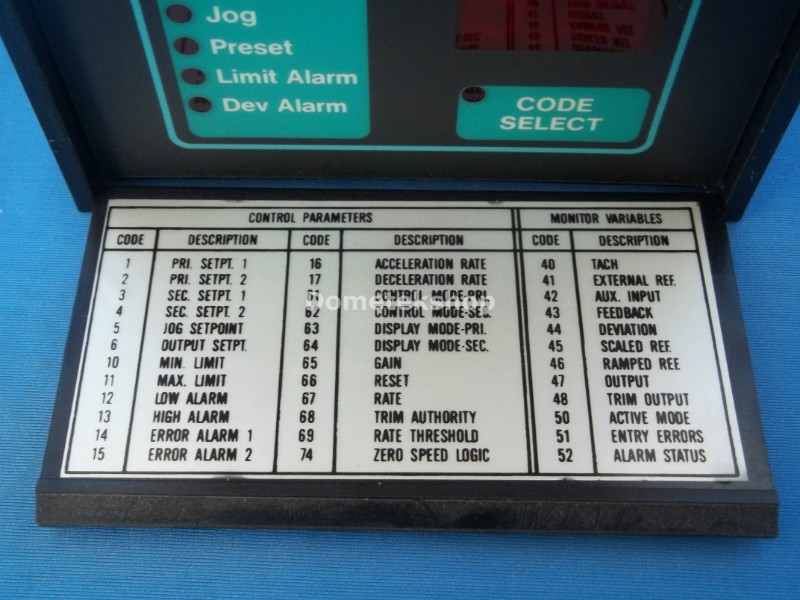 Jog
Preset
Limit Alarm
Dev Alarm
CODE
SELECT
CONTROL PARAMETERS MONITOR VARIABLES
CODE DESCRIPTION CODE DESCRIPTION CODE DESCRIPTION
1 PRI. SETPT. 1 16 ACCELERATION RATE 40 TACH
2 PRI. SETPT. 2 17 DECELERATION RATE 41 EXTERNAL REF.
3 SEC. SETPT. 1 61 CONTROL MODE-PRI. 42 AUX. INPUT
4 SEC. SETPT. 2 62 CONTROL MODE-SEC. 43 FEEDBACK
5 JOG SETPOINT 63 DISPLAY MODE-PRI. 44 DEVIATION
6 OUTPUT SETPT. 64 DISPLAY MODE-SEC. 45 SCALED REF.
10 MIN. LIMIT 65 GAIN 46 RAMPED REF.
11 MAX. LIMIT 66 RESET 47 OUTPUT
12 LOW ALARM 67 RATE 48 TRIM OUTPUT
13 HIGH ALARM 68 TRIM AUTHORITY 50 ACTIVE MODE
14 ERROR ALARM 1 69 RATE THRESHOLD 51 ENTRY ERRORS
15 ERROR ALARM 2 74 ZERO SPEED LOGIC 52 ALARM STATUS
Dometekshop